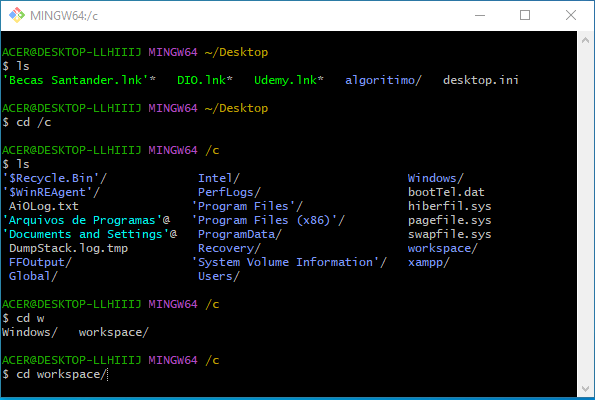 MINGW64:/c
ACER@DESKTOP-LLHIIIJ MINGW64 ~/Desktop
$ ls
'Becas Santander.lnk'*   DIO.lnk*   Udemy.lnk*   algoritimo/   desktop.ini
ACER@DESKTOP-LLHIIIJ MINGW64 ~/Desktop
$ cd /c
ACER@DESKTOP-LLHIIIJ MINGW64 /c
$ ls
'$Recycle.Bin'/   Intel/   Windows/
'$WinREAgent'/   PerfLogs/   bootTel.dat
AiOLog.txt   'Program Files'/   hiberfil.sys
'Arquivos de Programas'@   'Program Files (x86)'/   pagefile.sys
'Documents and Settings'@   ProgramData/   swapfile.sys
DumpStack.log.tmp   Recovery/   workspace/
FFOutput/   'System Volume Information'/   xampp/
Global/   Users/
ACER@DESKTOP-LLHIIIJ MINGW64 /c
$ cd w
Windows/   workspace/
ACER@DESKTOP-LLHIIIJ MINGW64 /c
$ cd workspace/